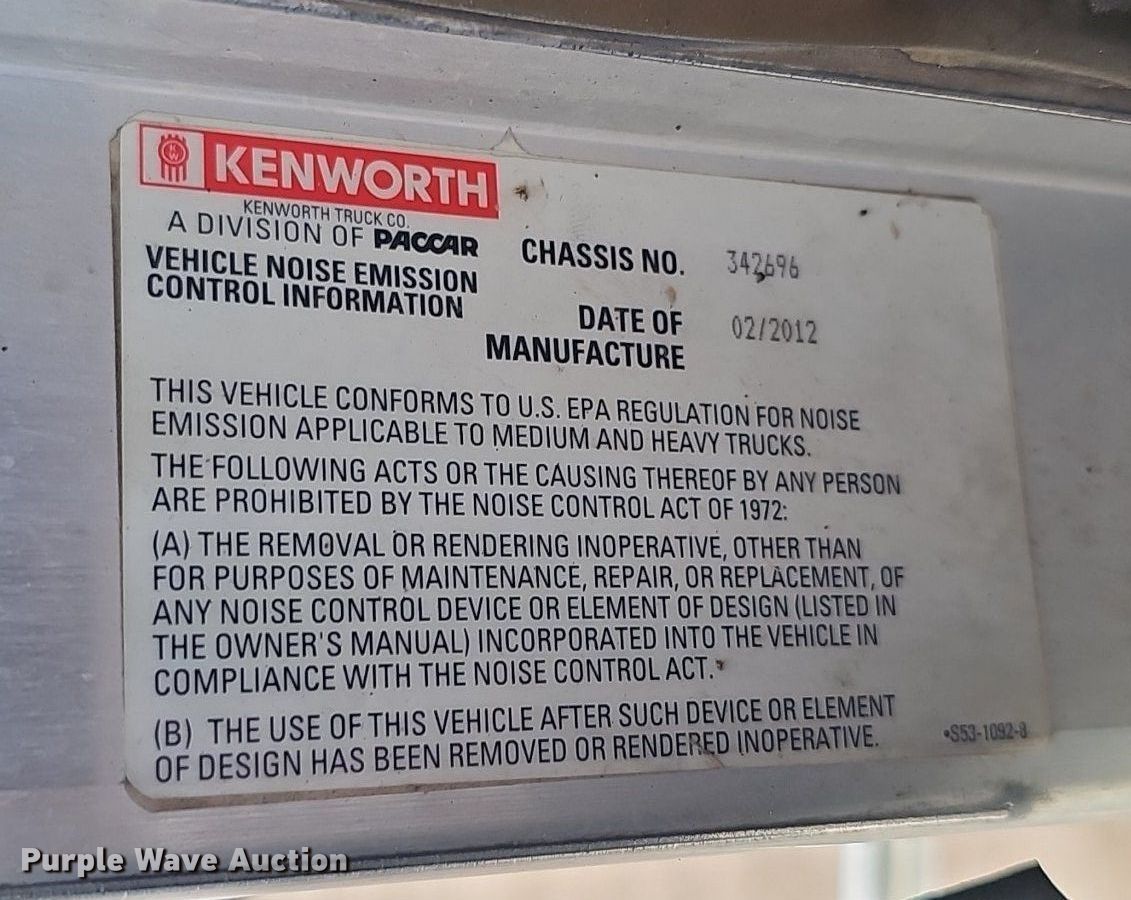 KW
KENWORTH
KENWORTH TRUCK CO.
A DIVISION OF PACCAR
VEHICLE NOISE EMISSION
CONTROL INFORMATION
CHASSIS NO. 342696
DATE OF
MANUFACTURE 02/2012
THIS VEHICLE CONFORMS TO U.S. EPA REGULATION FOR NOISE
EMISSION APPLICABLE TO MEDIUM AND HEAVY TRUCKS.
THE FOLLOWING ACTS OR THE CAUSING THEREOF BY ANY PERSON
ARE PROHIBITED BY THE NOISE CONTROL ACT OF 1972:
(A) THE REMOVAL OR RENDERING INOPERATIVE, OTHER THAN
FOR PURPOSES OF MAINTENANCE, REPAIR, OR REPLACEMENT, OF
ANY NOISE CONTROL DEVICE OR ELEMENT OF DESIGN (LISTED IN
THE OWNER'S MANUAL) INCORPORATED INTO THE VEHICLE IN
COMPLIANCE WITH THE NOISE CONTROL ACT.
(B) THE USE OF THIS VEHICLE AFTER SUCH DEVICE OR ELEMENT
OF DESIGN HAS BEEN REMOVED OR RENDERED INOPERATIVE.
•S53-1092-8
Purple Wave Auction